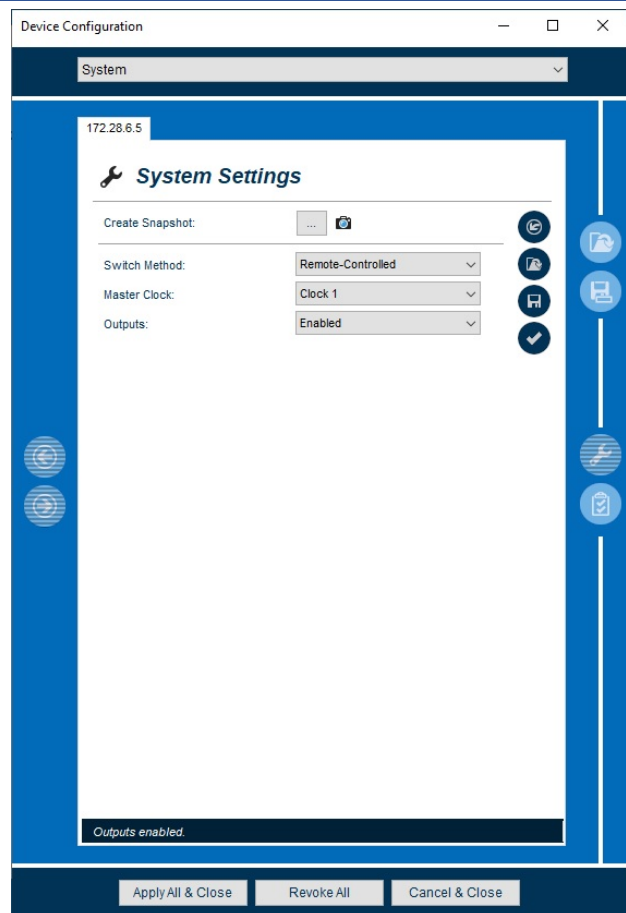 Device Configuration
System
172.28.6.5
System Settings
Create Snapshot: ...
Switch Method: Remote-Controlled
Master Clock: Clock 1
Outputs: Enabled
Outputs enabled.
Apply All & Close Revoke All Cancel & Close